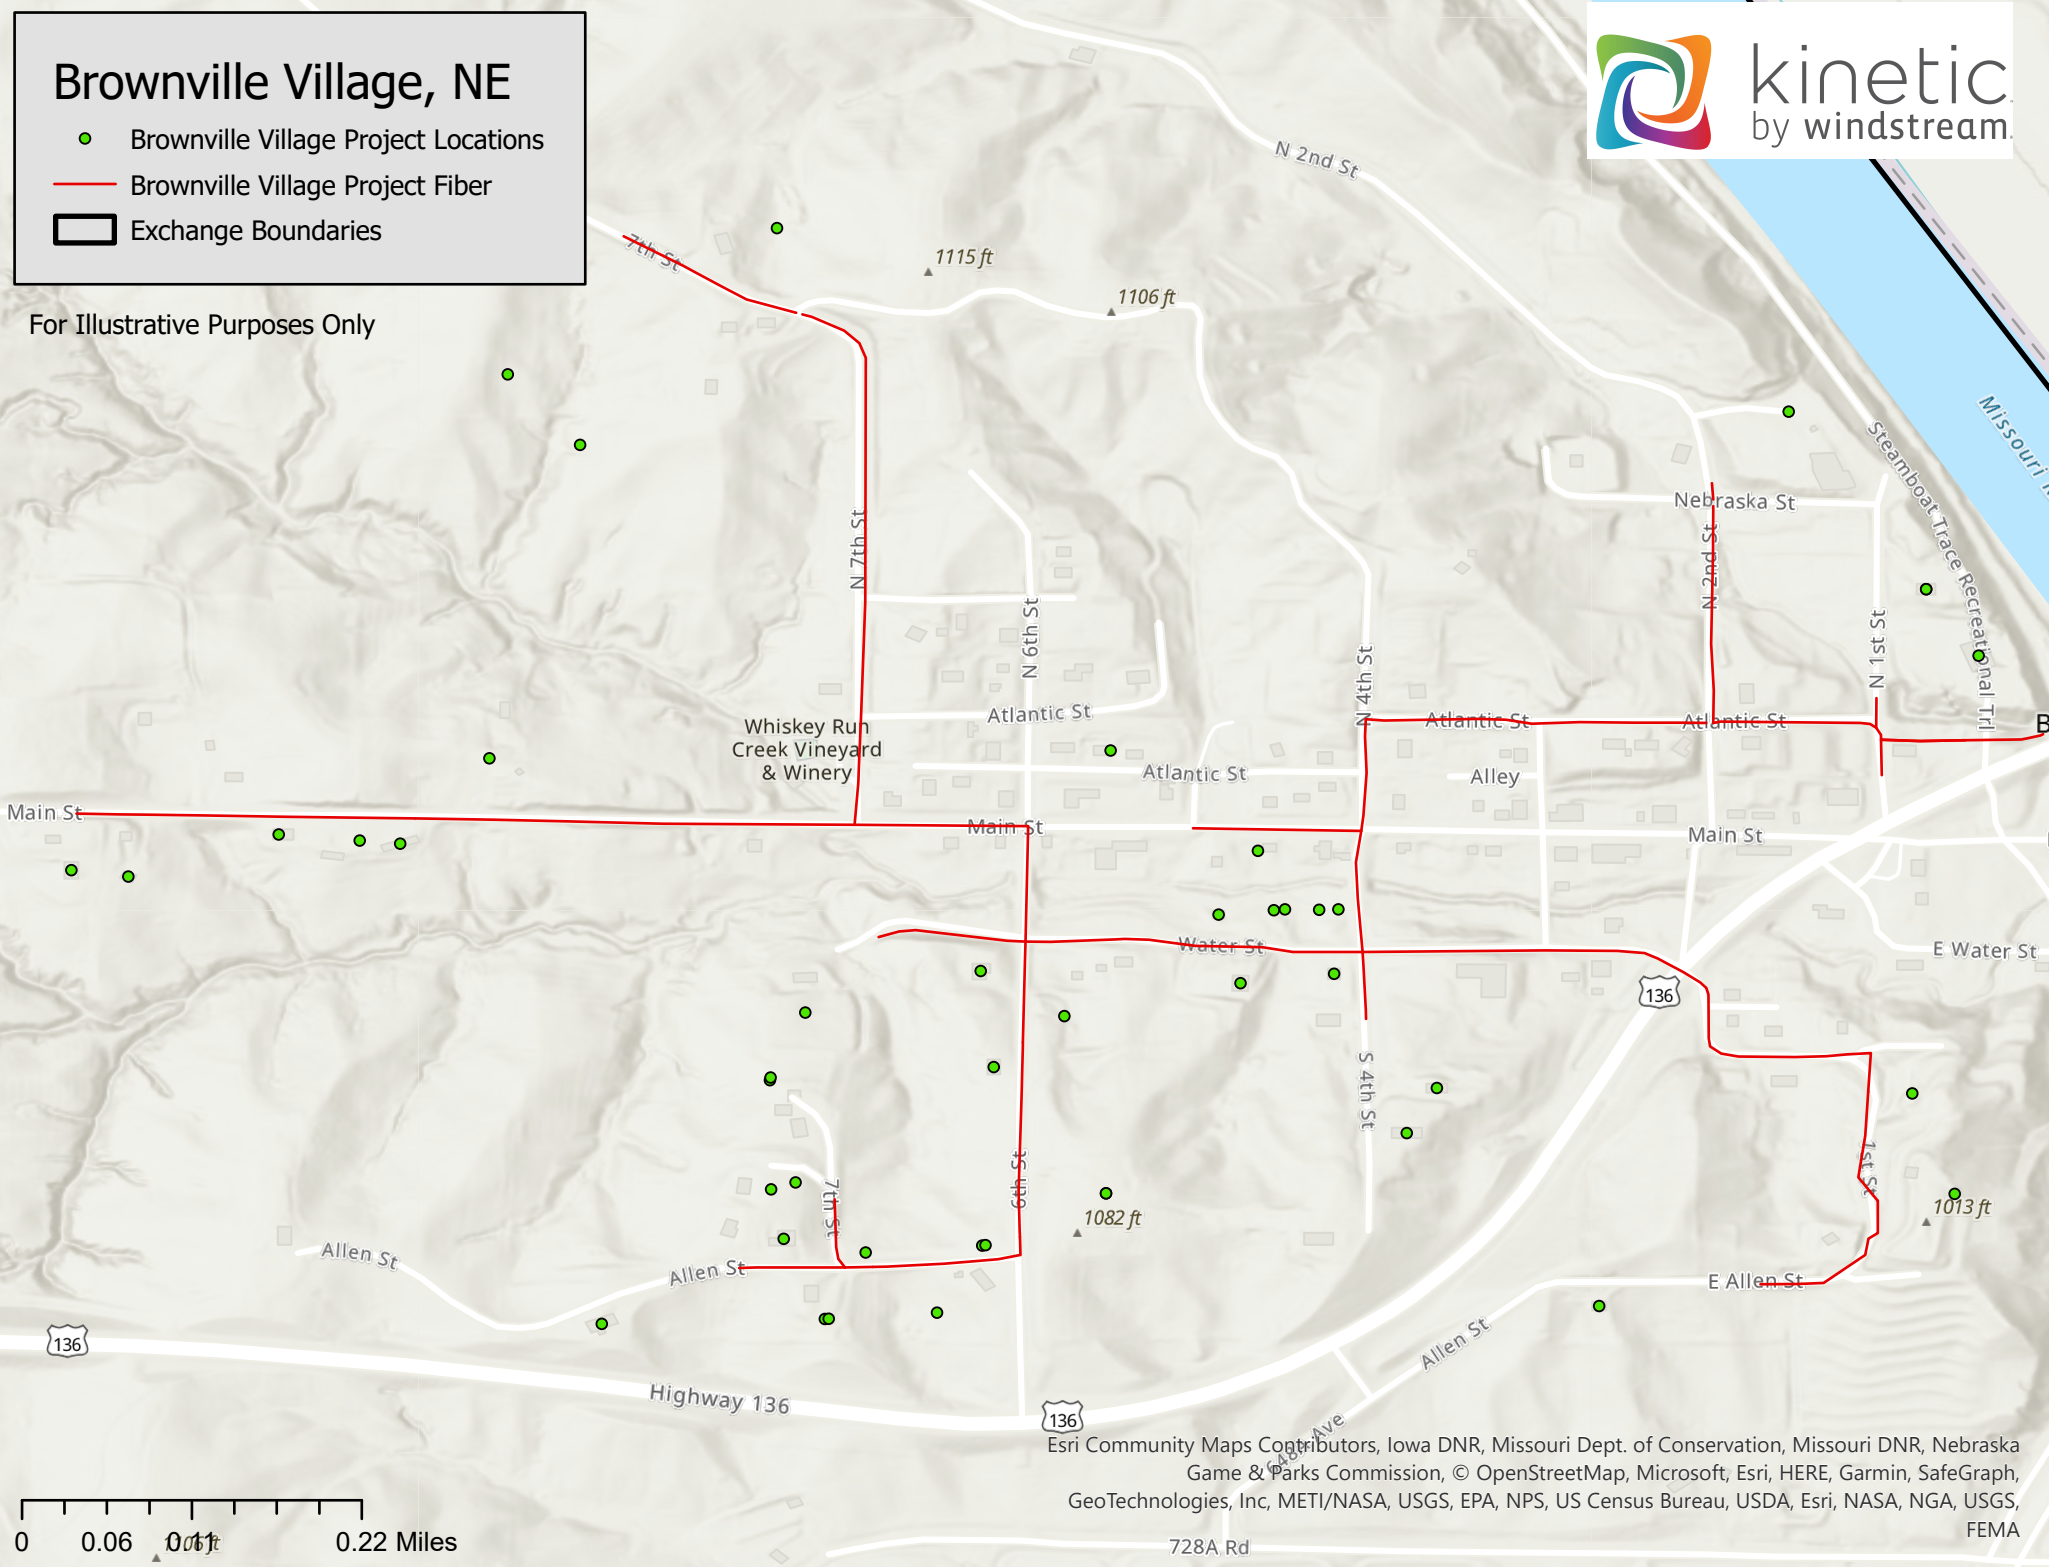 Brownville Village, NE
Brownville Village Project Locations
Brownville Village Project Fiber
Exchange Boundaries
For Illustrative Purposes Only
kinetic
by windstream.
N 2nd St
7th St
1115 ft
1106 ft
Missouri
Steamboat Trace Recreational Trl
Nebraska St
N 7th St
N 2nd St
N 6th St
N 1st St
N 4th St
Atlantic St
Atlantic St
Atlantic St
Whiskey Run
Creek Vineyard
& Winery
B
Atlantic St
Alley
Main St
Main St
Main St
Water St
E Water St
136
S 4th St
6th St
7th St
1st St
1082 ft
1013 ft
Allen St
Allen St
E Allen St
Allen St
136
Highway 136
136
648A Ave
Esri Community Maps Contributors, Iowa DNR, Missouri Dept. of Conservation, Missouri DNR, Nebraska
Game & Parks Commission, © OpenStreetMap, Microsoft, Esri, HERE, Garmin, SafeGraph,
GeoTechnologies, Inc, METI/NASA, USGS, EPA, NPS, US Census Bureau, USDA, Esri, NASA, NGA, USGS,
FEMA
0 0.06 0.11 0.22 Miles
1106 ft
728A Rd